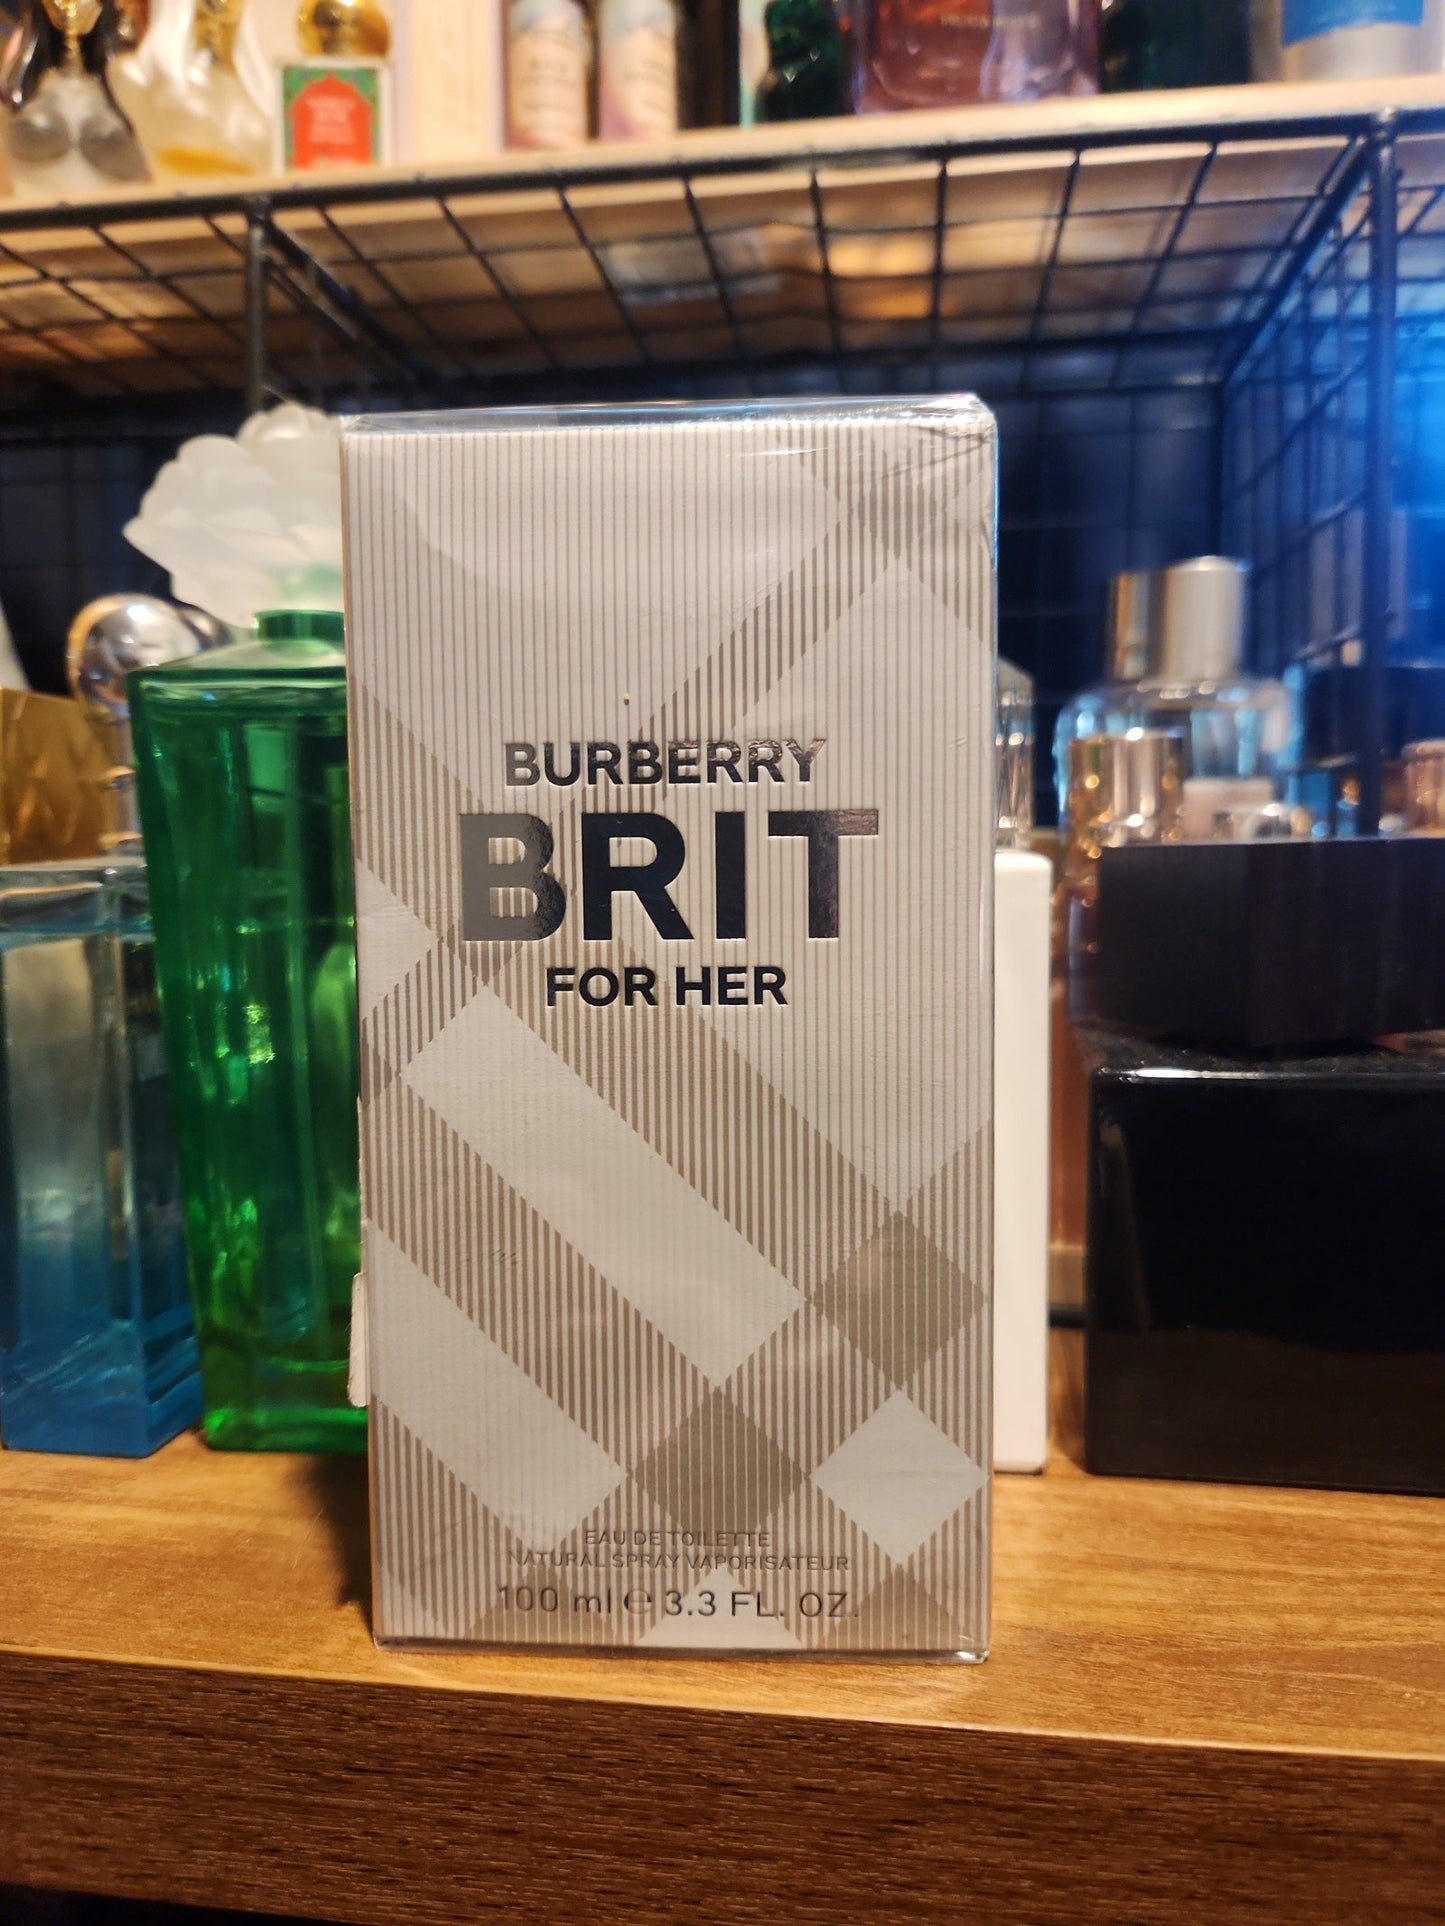 BURBERRY
BRIT
FOR HER
EAU DE TOILETTE
NATURAL SPRAY VAPORISATEUR
100 ml ℮ 3.3 FL. OZ.